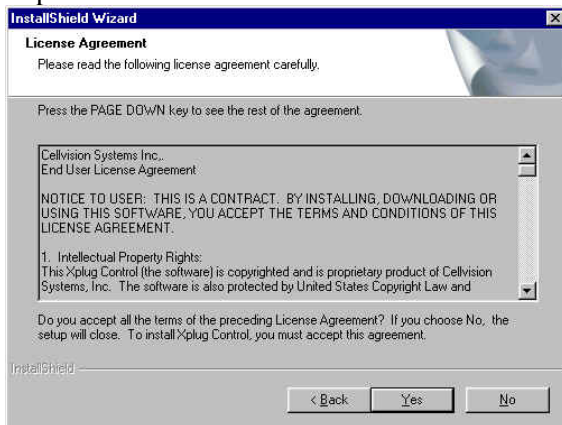 InstallShield Wizard
License Agreement
Please read the following license agreement carefully.
Press the PAGE DOWN key to see the rest of the agreement.
Cellvision Systems Inc,.
End User License Agreement
NOTICE TO USER: THIS IS A CONTRACT. BY INSTALLING, DOWNLOADING OR
USING THIS SOFTWARE, YOU ACCEPT THE TERMS AND CONDITIONS OF THIS
LICENSE AGREEMENT.
1. Intellectual Property Rights:
This Xplug Control (the software) is copyrighted and is proprietary product of Cellvision
Systems, Inc. The software is also protected by United States Copyright Law and
Do you accept all the terms of the preceding License Agreement? If you choose No, the
setup will close. To install Xplug Control, you must accept this agreement.
InstallShield
< Back Yes No